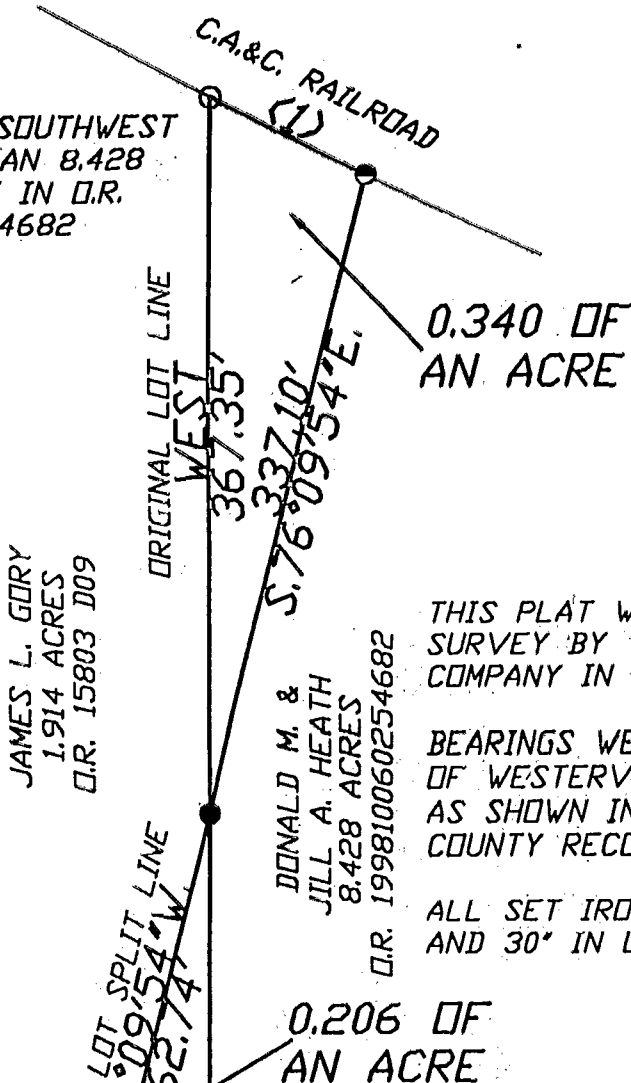 C.A.&C. RAILROAD
(1)
SOUTHWEST
AN 8.428
IN O.R.
4682
0.340 OF
AN ACRE
ORIGINAL LOT LINE
WEST
367.35'
337.10'
S.76°09'54"E.
JAMES L. GORY
1.914 ACRES
O.R. 15803 D09
DONALD M. &
JILL A. HEATH
8.428 ACRES
O.R. 199810060254682
THIS PLAT W
SURVEY BY
COMPANY IN
BEARINGS WE
OF WESTERV
AS SHOWN IN
COUNTY RECO
ALL SET IRO
AND 30" IN L
LOT SPLIT LINE
°09'54"W.
62.74'
0.206 OF
AN ACRE